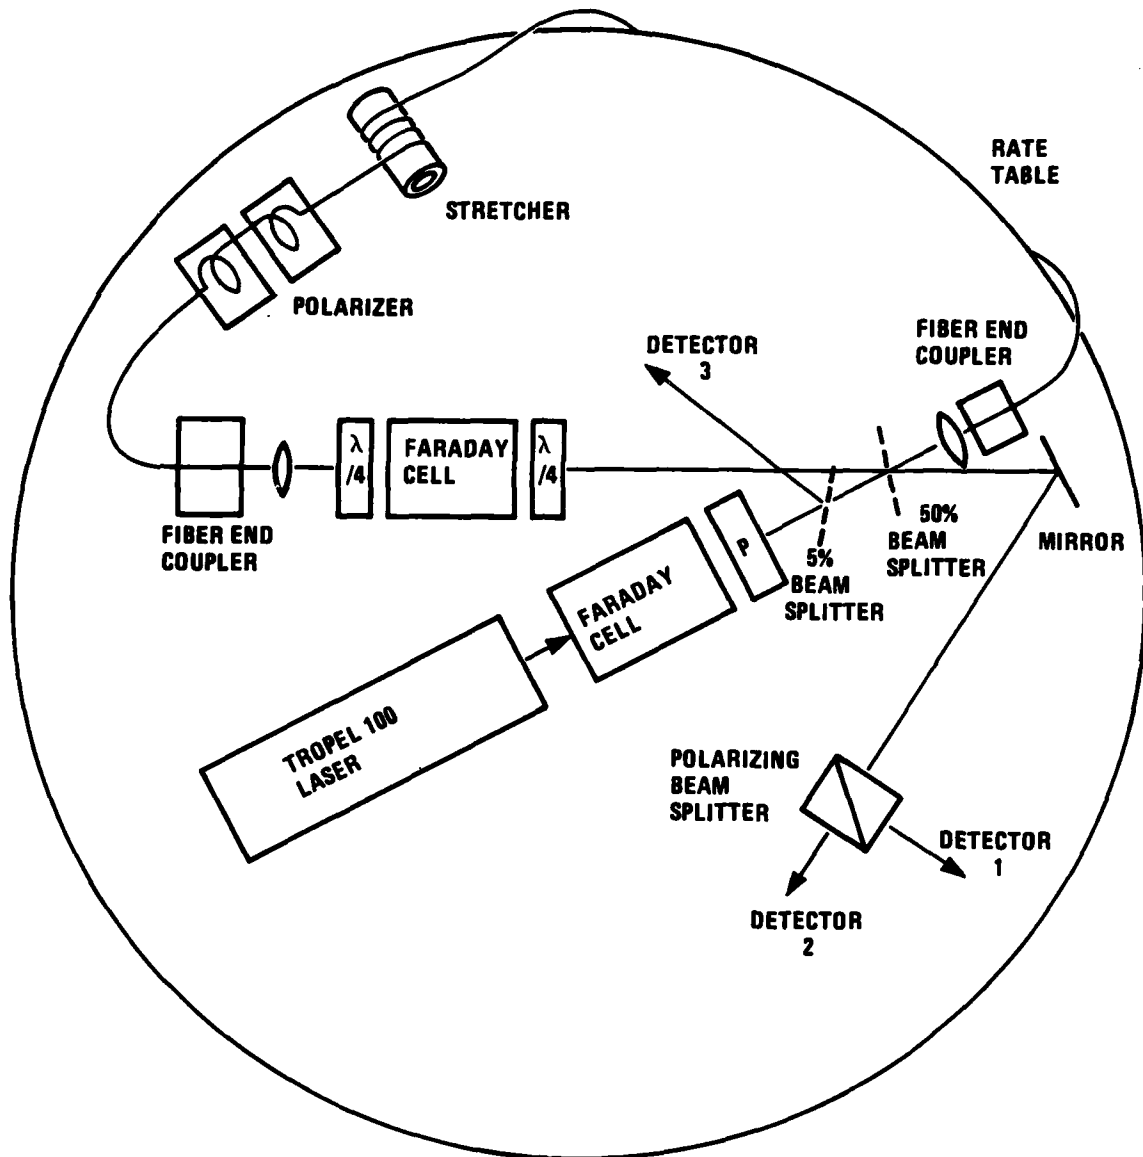 RATE
TABLE
STRETCHER
POLARIZER
DETECTOR
3
FIBER END
COUPLER
λ
/4
FARADAY
CELL
λ
/4
FIBER END
COUPLER
P
5%
BEAM
SPLITTER
50%
BEAM
SPLITTER
MIRROR
FARADAY
CELL
TROPEL 100
LASER
POLARIZING
BEAM
SPLITTER
DETECTOR
1
DETECTOR
2